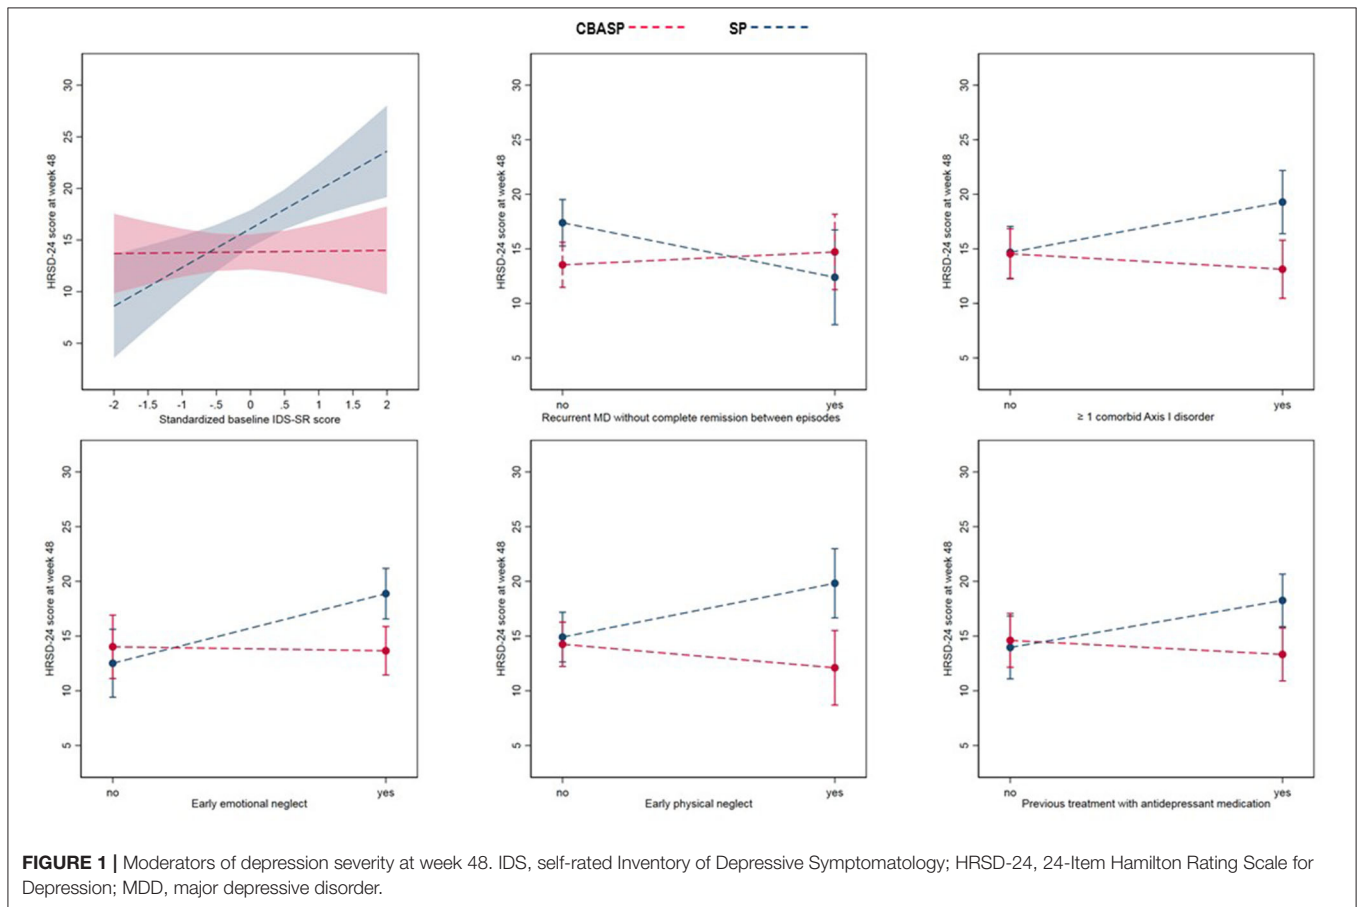 CBASP SP
HRSD-24 score at week 48
30
25
20
15
10
5
-2 -1.5 -1 -.5 0 .5 1 1.5 2
Standardized baseline IDS-SR score
HRSD-24 score at week 48
30
25
20
15
10
5
no yes
Recurrent MD without complete remission between episodes
HRSD-24 score at week 48
30
25
20
15
10
5
no yes
≥ 1 comorbid Axis I disorder
HRSD-24 score at week 48
30
25
20
15
10
5
no yes
Early emotional neglect
HRSD-24 score at week 48
30
25
20
15
10
5
no yes
Early physical neglect
HRSD-24 score at week 48
30
25
20
15
10
5
no yes
Previous treatment with antidepressant medication
FIGURE 1 | Moderators of depression severity at week 48. IDS, self-rated Inventory of Depressive Symptomatology; HRSD-24, 24-Item Hamilton Rating Scale for
Depression; MDD, major depressive disorder.